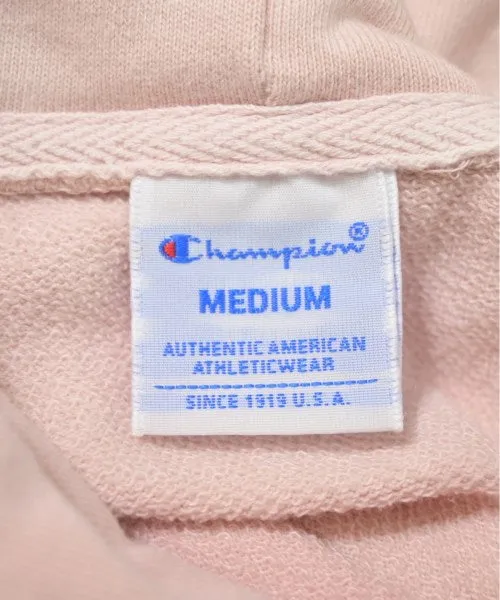 Champion®
MEDIUM
AUTHENTIC AMERICAN
ATHLETICWEAR
SINCE 1919 U.S.A.